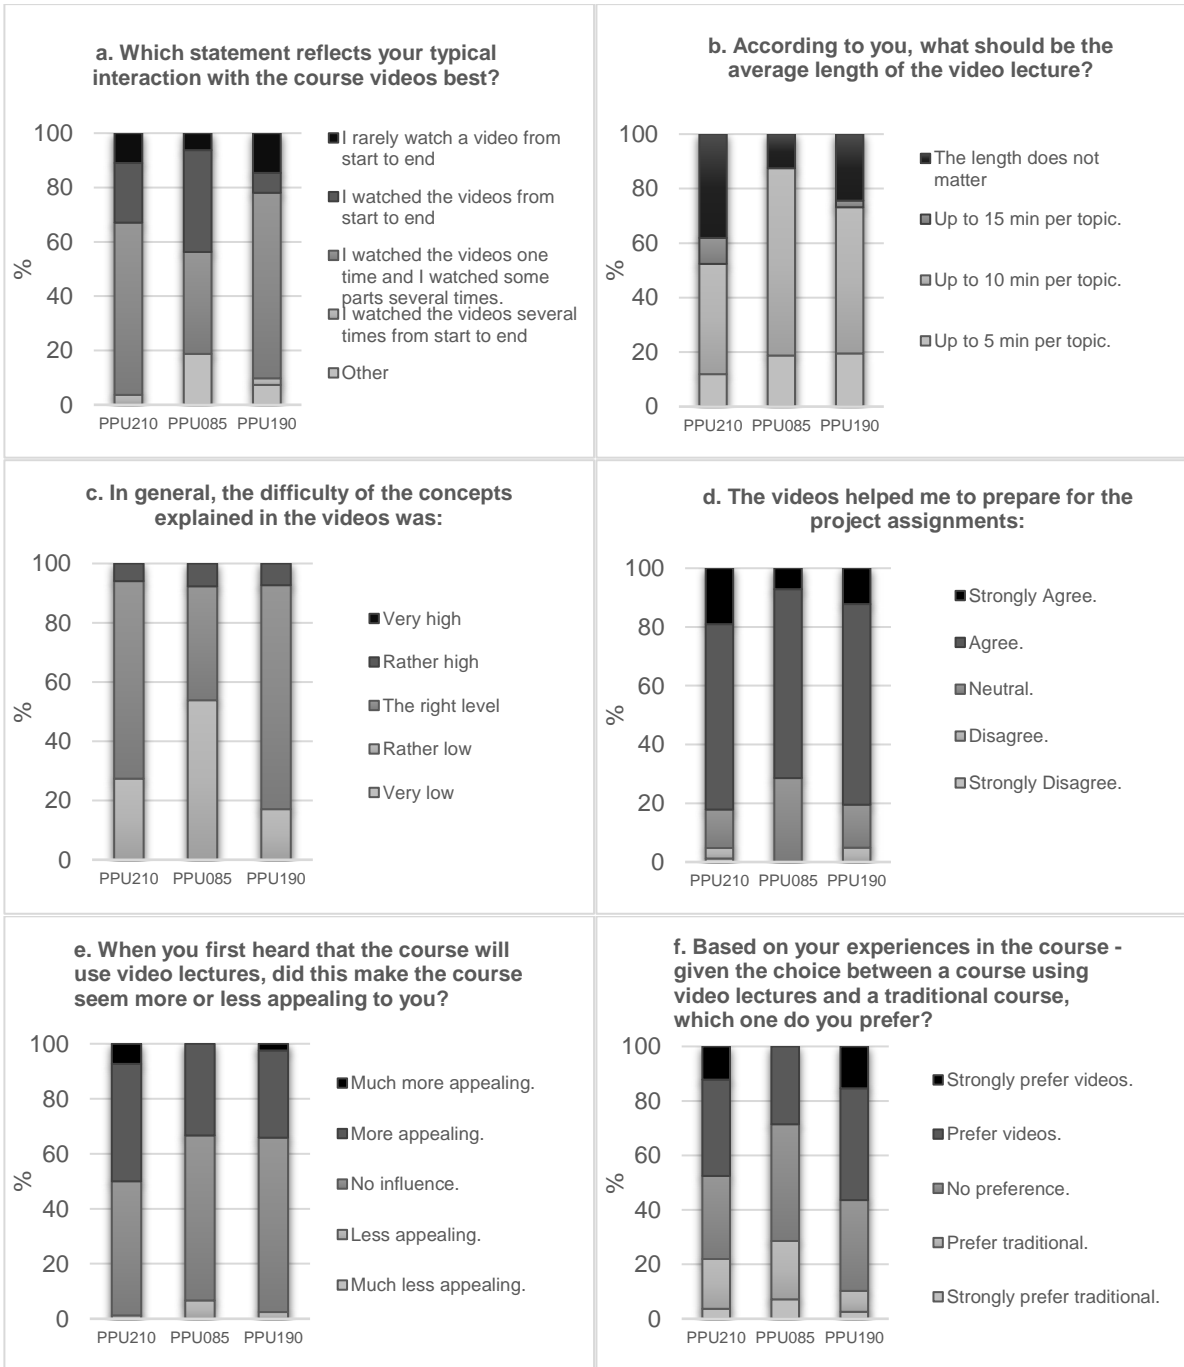 a. Which statement reflects your typical
interaction with the course videos best?
100
80
60
40
20
0
%
PPU210 PPU085 PPU190
I rarely watch a video from
start to end
I watched the videos from
start to end
I watched the videos one
time and I watched some
parts several times.
I watched the videos several
times from start to end
Other
b. According to you, what should be the
average length of the video lecture?
100
80
60
40
20
0
%
PPU210 PPU085 PPU190
The length does not
matter
Up to 15 min per topic.
Up to 10 min per topic.
Up to 5 min per topic.
c. In general, the difficulty of the concepts
explained in the videos was:
100
80
60
40
20
0
%
PPU210 PPU085 PPU190
Very high
Rather high
The right level
Rather low
Very low
d. The videos helped me to prepare for the
project assignments:
100
80
60
40
20
0
%
PPU210 PPU085 PPU190
Strongly Agree.
Agree.
Neutral.
Disagree.
Strongly Disagree.
e. When you first heard that the course will
use video lectures, did this make the course
seem more or less appealing to you?
100
80
60
40
20
0
%
PPU210 PPU085 PPU190
Much more appealing.
More appealing.
No influence.
Less appealing.
Much less appealing.
f. Based on your experiences in the course -
given the choice between a course using
video lectures and a traditional course,
which one do you prefer?
100
80
60
40
20
0
%
PPU210 PPU085 PPU190
Strongly prefer videos.
Prefer videos.
No preference.
Prefer traditional.
Strongly prefer traditional.